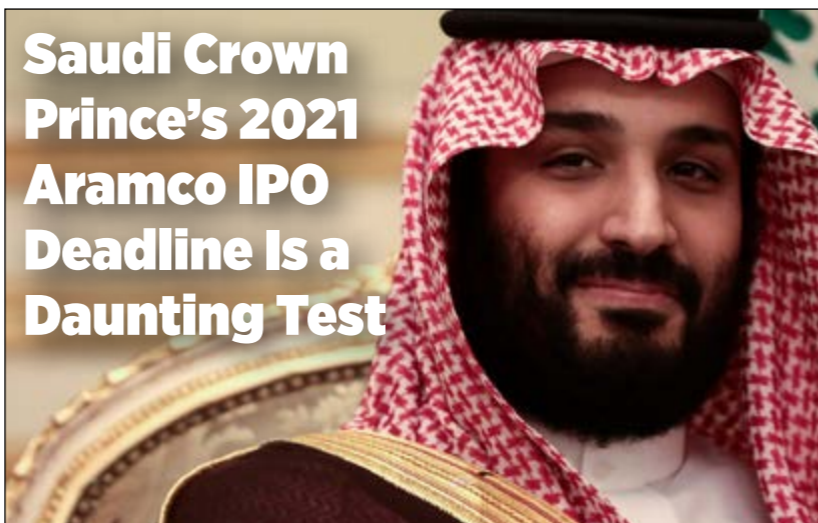 Saudi Crown
Prince’s 2021
Aramco IPO
Deadline Is a
Daunting Test